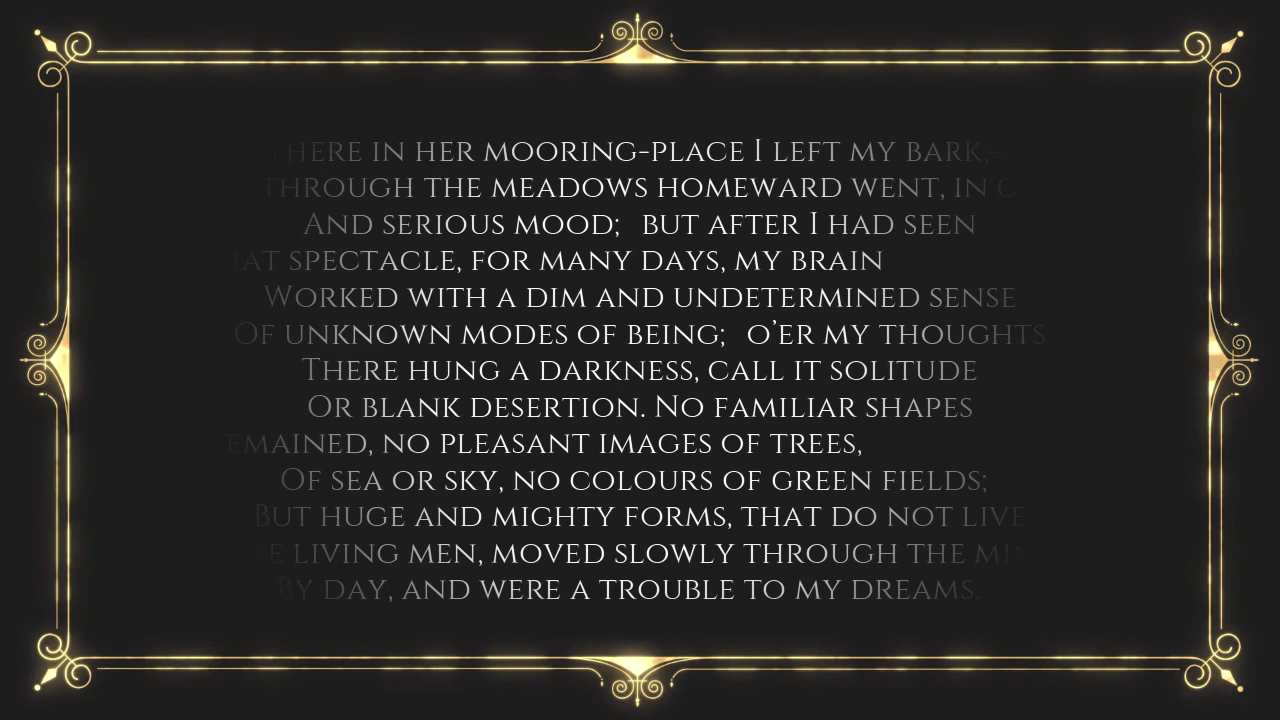 HERE IN HER MOORING-PLACE I LEFT MY BARK,—
THROUGH THE MEADOWS HOMEWARD WENT, IN
AND SERIOUS MOOD; BUT AFTER I HAD SEEN
SPECTACLE, FOR MANY DAYS, MY BRAIN
WORKED WITH A DIM AND UNDETERMINED SENSE
OF UNKNOWN MODES OF BEING; O’ER MY THOUGHTS
THERE HUNG A DARKNESS, CALL IT SOLITUDE
OR BLANK DESERTION. NO FAMILIAR SHAPES
EMAINED, NO PLEASANT IMAGES OF TREES,
OF SEA OR SKY, NO COLOURS OF GREEN FIELDS;
BUT HUGE AND MIGHTY FORMS, THAT DO NOT LIVE
LIVING MEN, MOVED SLOWLY THROUGH THE
BY DAY, AND WERE A TROUBLE TO MY DREAMS.